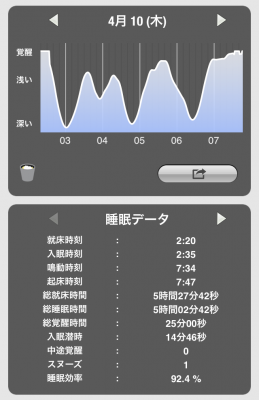 4月10(木)
覚醒
浅い
深い
03 04 05 06 07
睡眠データ
就床時刻 : 2:20
入眠時刻 : 2:35
鳴動時刻 : 7:34
起床時刻 : 7:47
総就床時間 : 5時間27分42秒
総睡眠時間 : 5時間02分42秒
総覚醒時間 : 25分00秒
入眠潜時 : 14分46秒
中途覚醒 : 0
スヌーズ : 1
睡眠効率 : 92.4 %